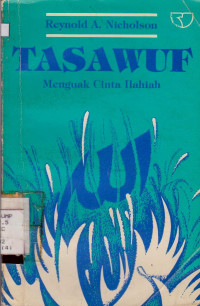 Reynold A. Nicholson
TASAWUF
Menguak Cinta Ilahiah